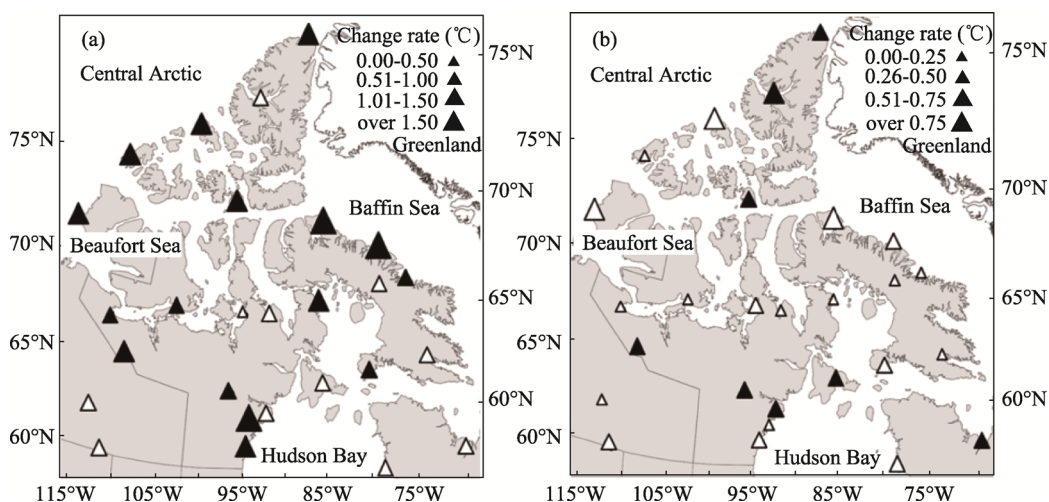 (a)
Change rate (℃)
Central Arctic
0.00-0.50
0.51-1.00
1.01-1.50
over 1.50
Greenland
Baffin Sea
Beaufort Sea
Hudson Bay
75°N
70°N
65°N
60°N
75°N
70°N
65°N
60°N
115°W 105°W 95°W 85°W 75°W
(b)
Change rate (℃)
Central Arctic
0.00-0.25
0.26-0.50
0.51-0.75
over 0.75
Greenland
Baffin Sea
Beaufort Sea
Hudson Bay
75°N
70°N
65°N
60°N
75°N
70°N
65°N
60°N
115°W 105°W 95°W 85°W 75°W